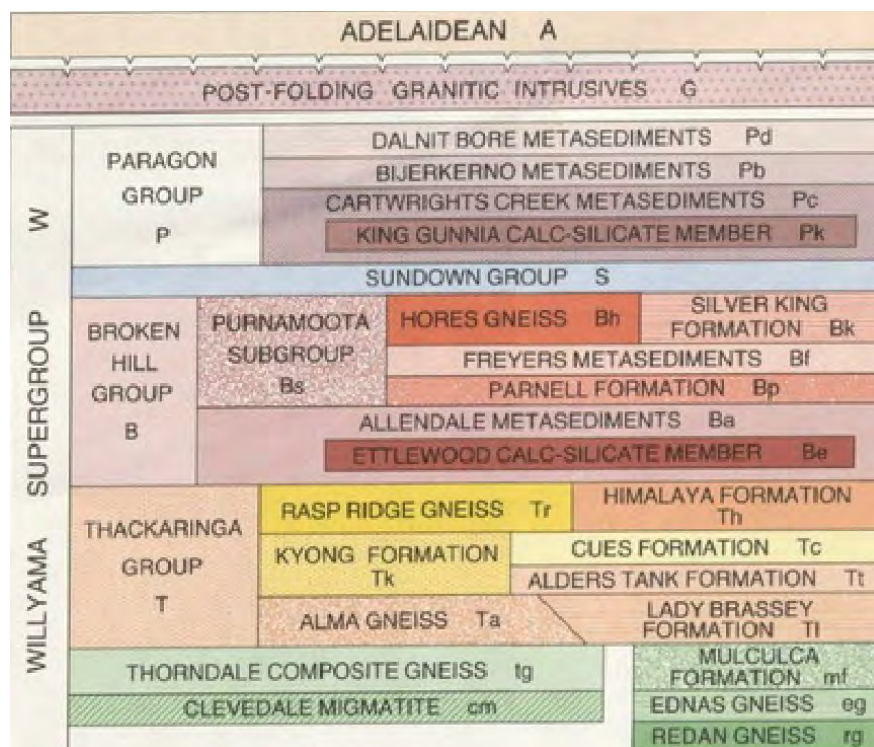 ADELAIDEAN A
POST-FOLDING GRANITIC INTRUSIVES G
WILLYAMA SUPERGROUP W
PARAGON
GROUP
P
DALNIT BORE METASEDIMENTS Pd
BIJERKERNO METASEDIMENTS Pb
CARTWRIGHTS CREEK METASEDIMENTS Pc
KING GUNNIA CALC-SILICATE MEMBER Pk
SUNDOWN GROUP S
BROKEN
HILL
GROUP
B
PURNAMOOTA
SUBGROUP
Bs
HORES GNEISS Bh
SILVER KING
FORMATION Bk
FREYERS METASEDIMENTS Bf
PARNELL FORMATION Bp
ALLENDALE METASEDIMENTS Ba
ETTLEWOOD CALC-SILICATE MEMBER Be
THACKARINGA
GROUP
T
RASP RIDGE GNEISS Tr
HIMALAYA FORMATION
Th
KYONG FORMATION
Tk
CUES FORMATION Tc
ALDERS TANK FORMATION Tt
ALMA GNEISS Ta
LADY BRASSEY
FORMATION Tl
THORNDALE COMPOSITE GNEISS tg
CLEVEDALE MIGMATITE cm
MULCULCA
FORMATION mf
EDNAS GNEISS eg
REDAN GNEISS rg